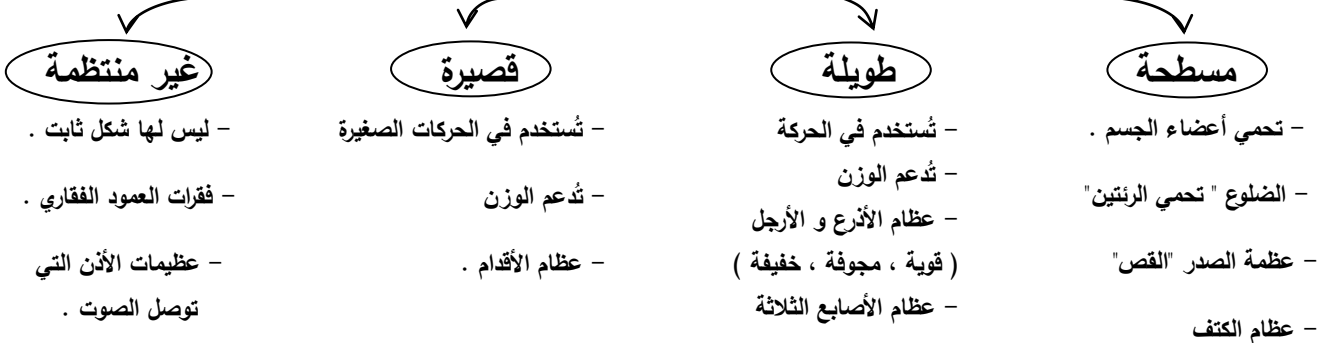 مسطحة
– تحمي أعضاء الجسم .
– الضلوع " تحمي الرئتين"
– عظمة الصدر "القص"
– عظام الكتف
طويلة
– تُستخدم في الحركة
– تُدعم الوزن
– عظام الأذرع و الأرجل
( قوية ، مجوفة ، خفيفة )
– عظام الأصابع الثلاثة
قصيرة
– تُستخدم في الحركات الصغيرة
– تُدعم الوزن
– عظام الأقدام .
غير منتظمة
– ليس لها شكل ثابت .
– فقرات العمود الفقاري .
– عظيمات الأذن التي
توصل الصوت .